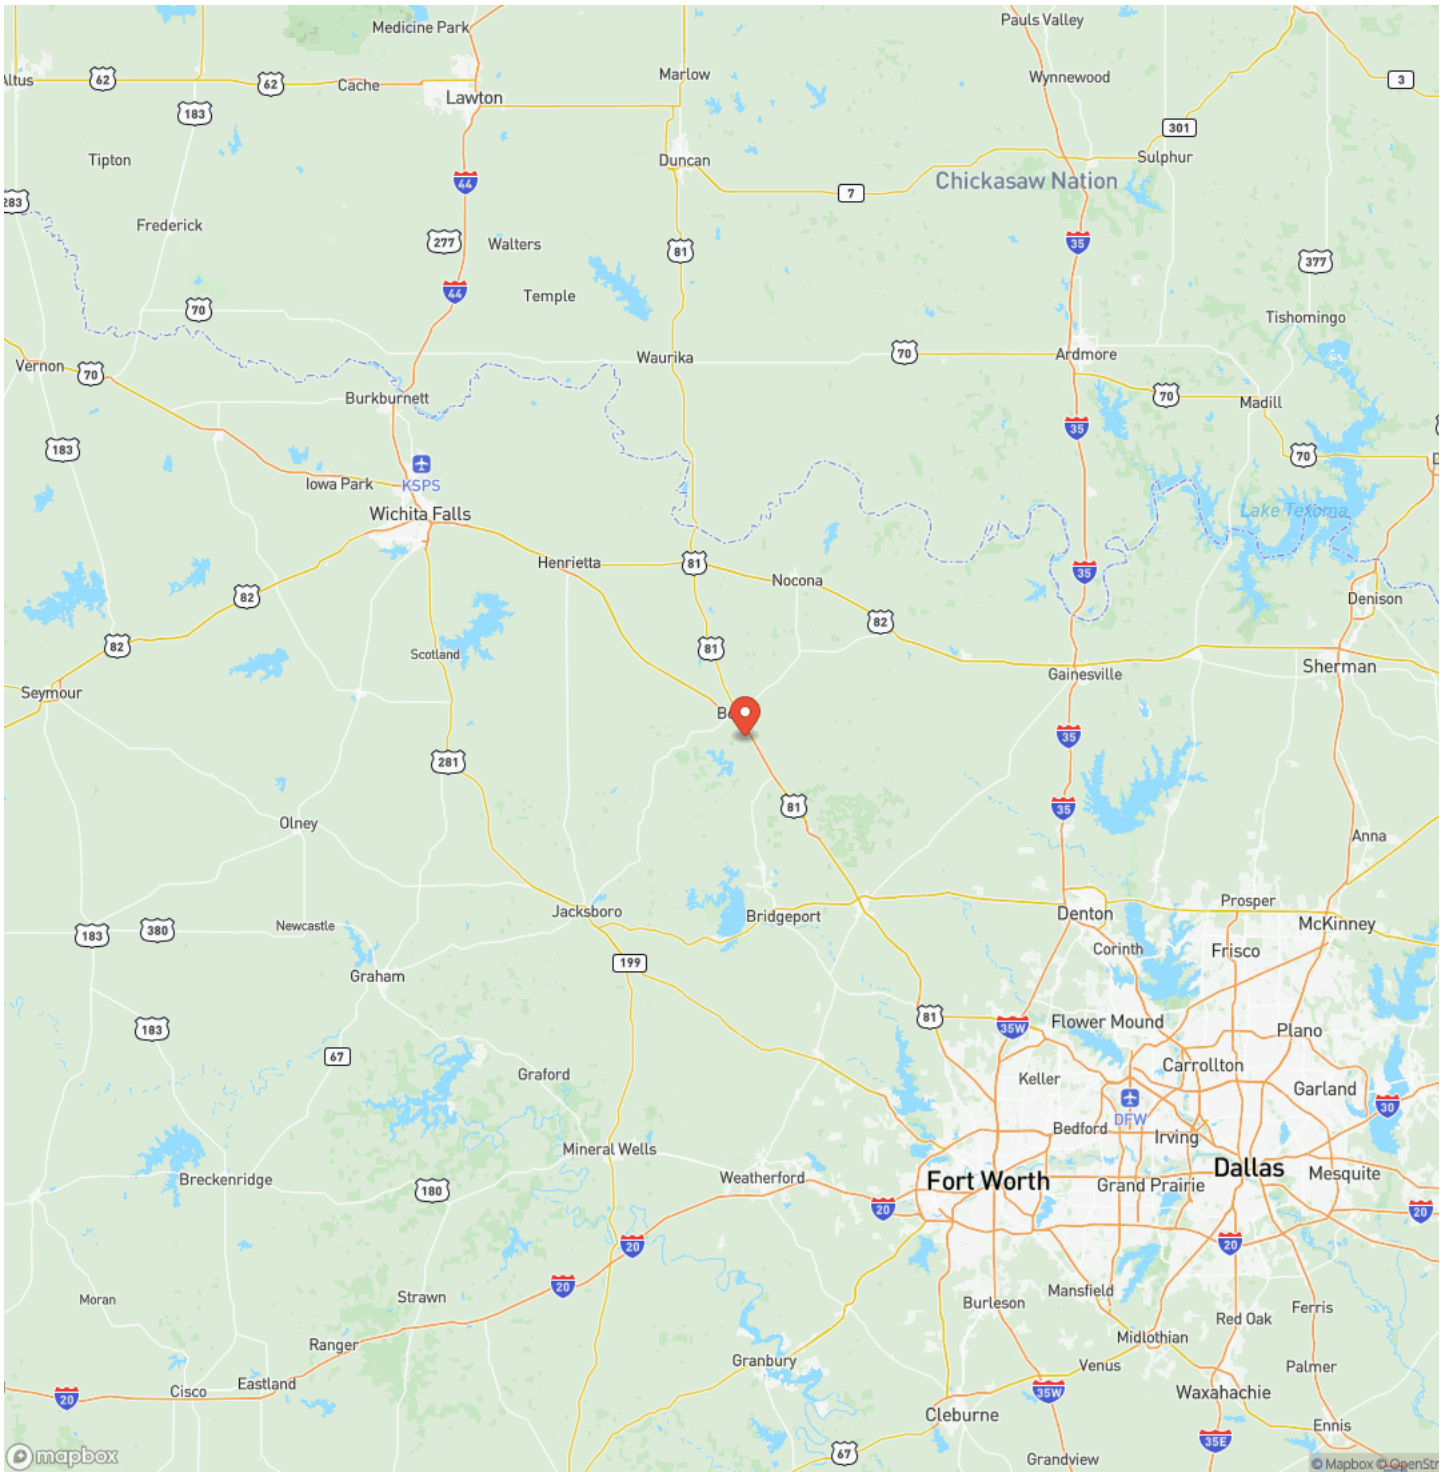 Medicine Park
Pauls Valley
Altus
62
62
Cache
Marlow
Wynnewood
3
183
Lawton
301
Tipton
Duncan
Sulphur
44
7
Chickasaw Nation
283
Frederick
277
Walters
81
35
377
44
Temple
70
Tishomingo
Vernon
70
Waurika
70
Ardmore
Burkburnett
70
Madill
183
35
70
D
Iowa Park
KSPS
Wichita Falls
Lake Texoma
Henrietta
81
Nocona
35
82
Denison
82
82
81
Scotland
Seymour
Gainesville
Sherman
Bo
281
35
81
35
Olney
Anna
Jacksboro
Bridgeport
Denton
Prosper
Newcastle
183
380
McKinney
Corinth
Frisco
199
Graham
81
35W
Flower Mound
Plano
183
67
Graford
Keller
Carrollton
Garland
DFW
30
Bedford
Irving
Mineral Wells
Breckenridge
180
Weatherford
Fort Worth
Grand Prairie
Dallas
Mesquite
20
20
20
20
20
Moran
Strawn
Burleson
Mansfield
Ferris
Red Oak
Ranger
Midlothian
Granbury
Venus
Palmer
20
Cisco
Eastland
35W
Waxahachie
Cleburne
Ennis
35E
67
Grandview
mapbox
© Mapbox © OpenStr